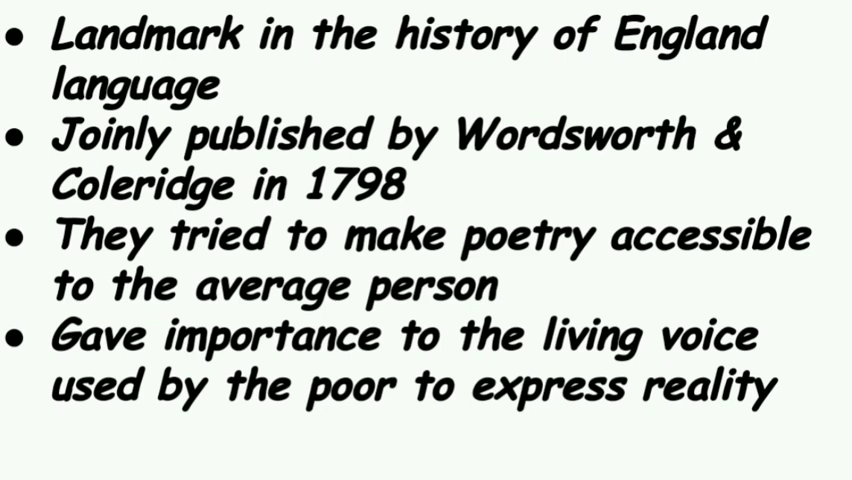 • Landmark in the history of England
language
• Joinly published by Wordsworth &
Coleridge in 1798
• They tried to make poetry accessible
to the average person
• Gave importance to the living voice
used by the poor to express reality